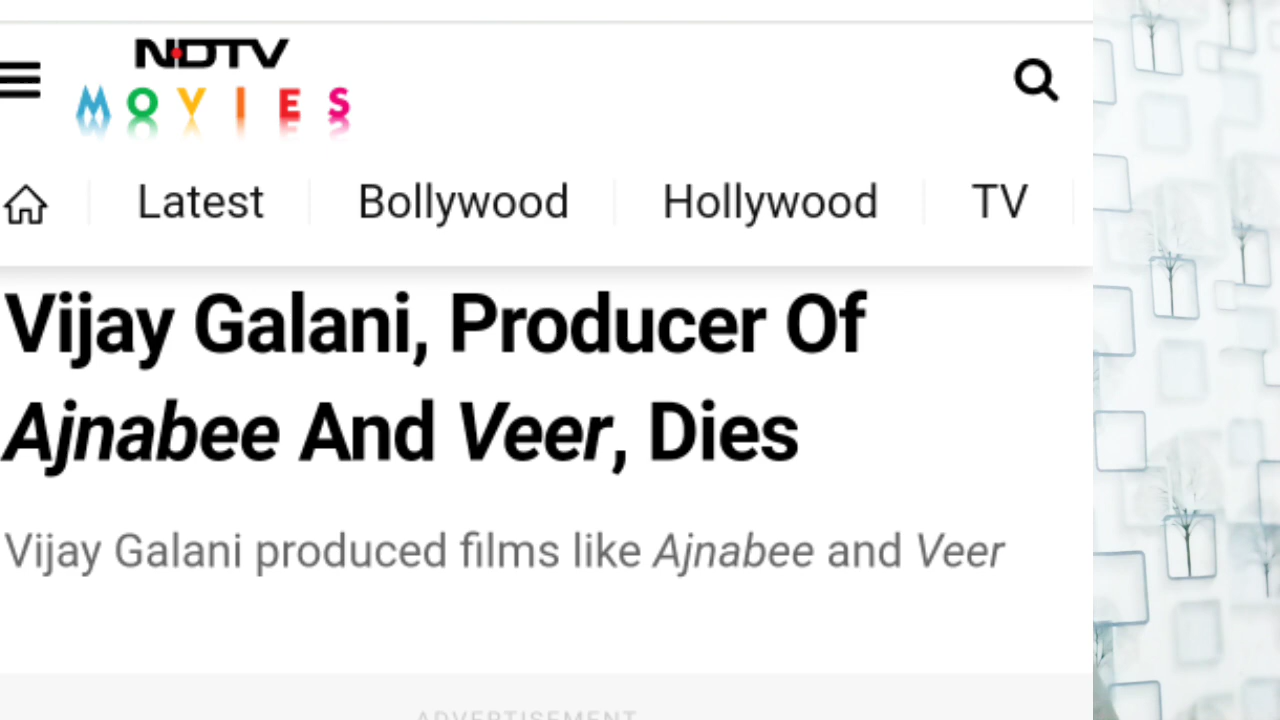 NDTV
MOVIES
Latest
Bollywood
Hollywood
TV
Vijay Galani, Producer Of
Ajnabee And Veer, Dies
Vijay Galani produced films like Ajnabee and Veer
ADVERTISEMENT